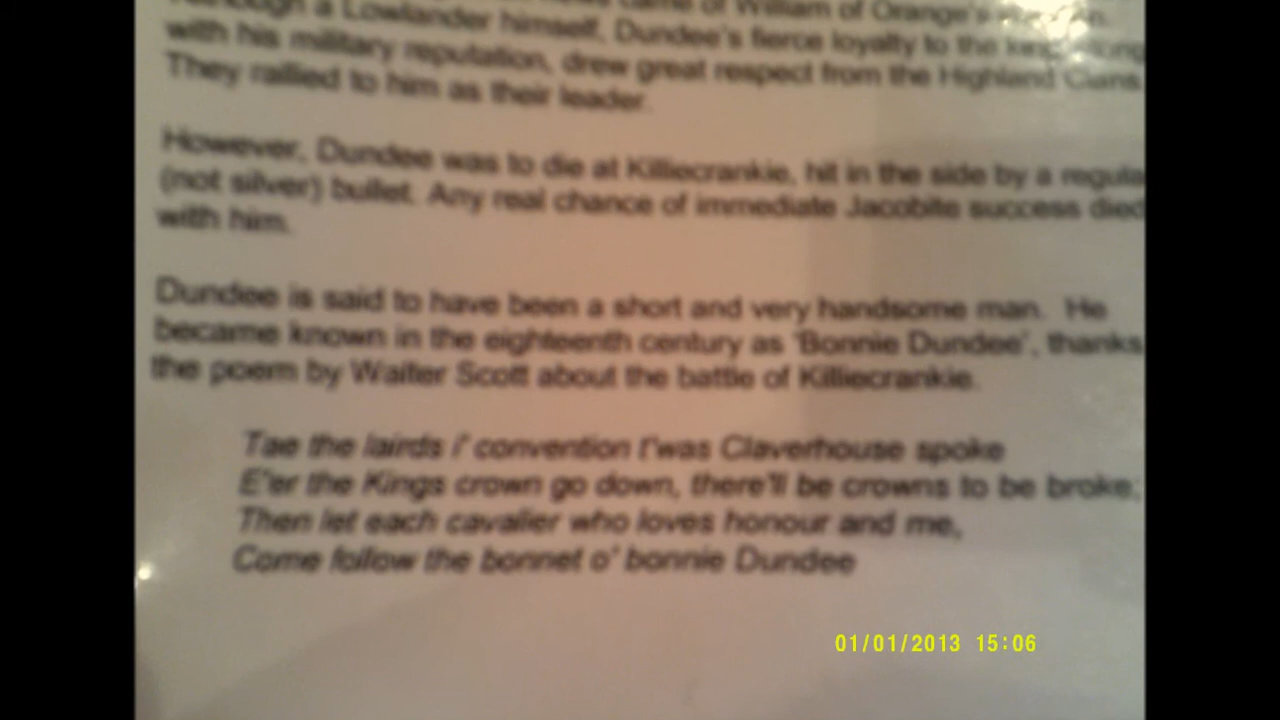 came of William of Orange's
Although a Lowlander himself, Dundee's fierce loyalty to the king, along
with his military reputation, drew great respect from the Highland Clans.
They rallied to him as their leader.
However, Dundee was to die at Killiecrankie, hit in the side by a regula
(not silver) bullet. Any real chance of immediate Jacobite success died
with him.
Dundee is said to have been a short and very handsome man. He
became known in the eighteenth century as 'Bonnie Dundee', thanks
the poem by Walter Scott about the battle of Killiecrankie.
Tae the lairds i' convention t'was Claverhouse spoke
E'er the Kings crown go down, there'll be crowns to be broke;
Then let each cavalier who loves honour and me,
Come follow the bonnet o' bonnie Dundee
01/01/2013 15:06